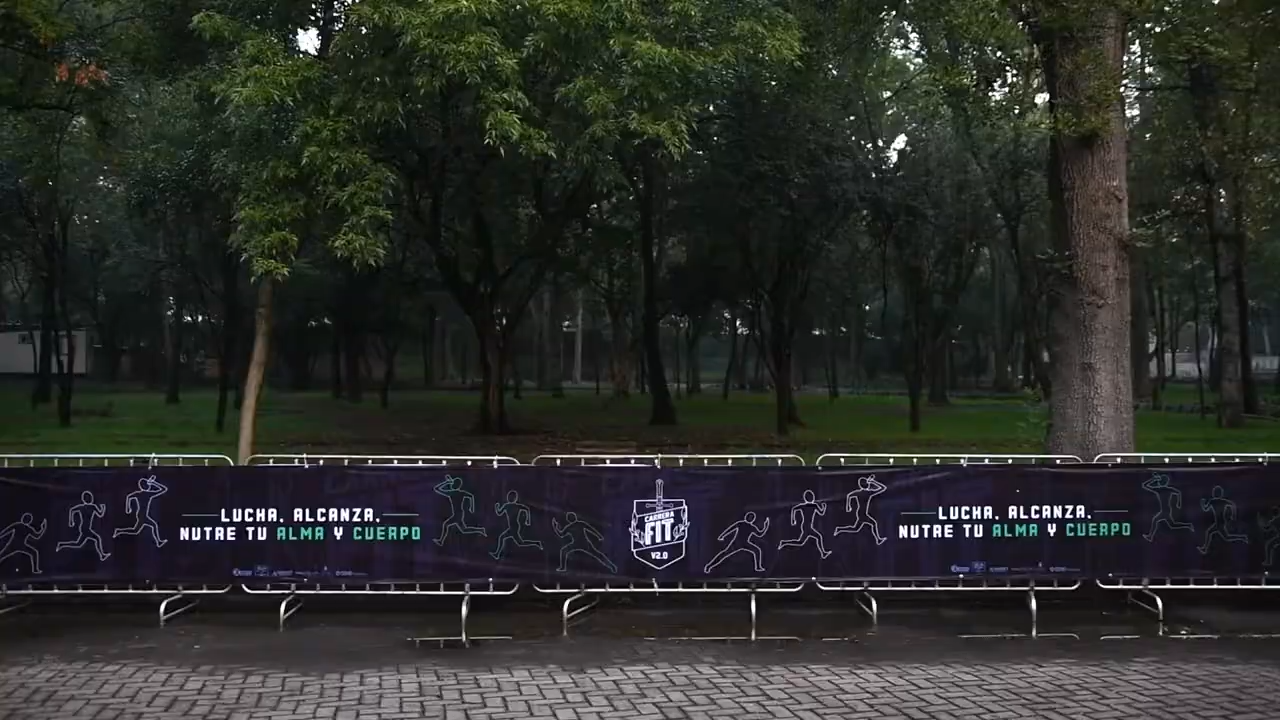 LUCHA, ALCANZA,
NUTRE TU ALMA Y CUERPO
CARRERA
FIT
V2.0
LUCHA, ALCANZA,
NUTRE TU ALMA Y CUERPO